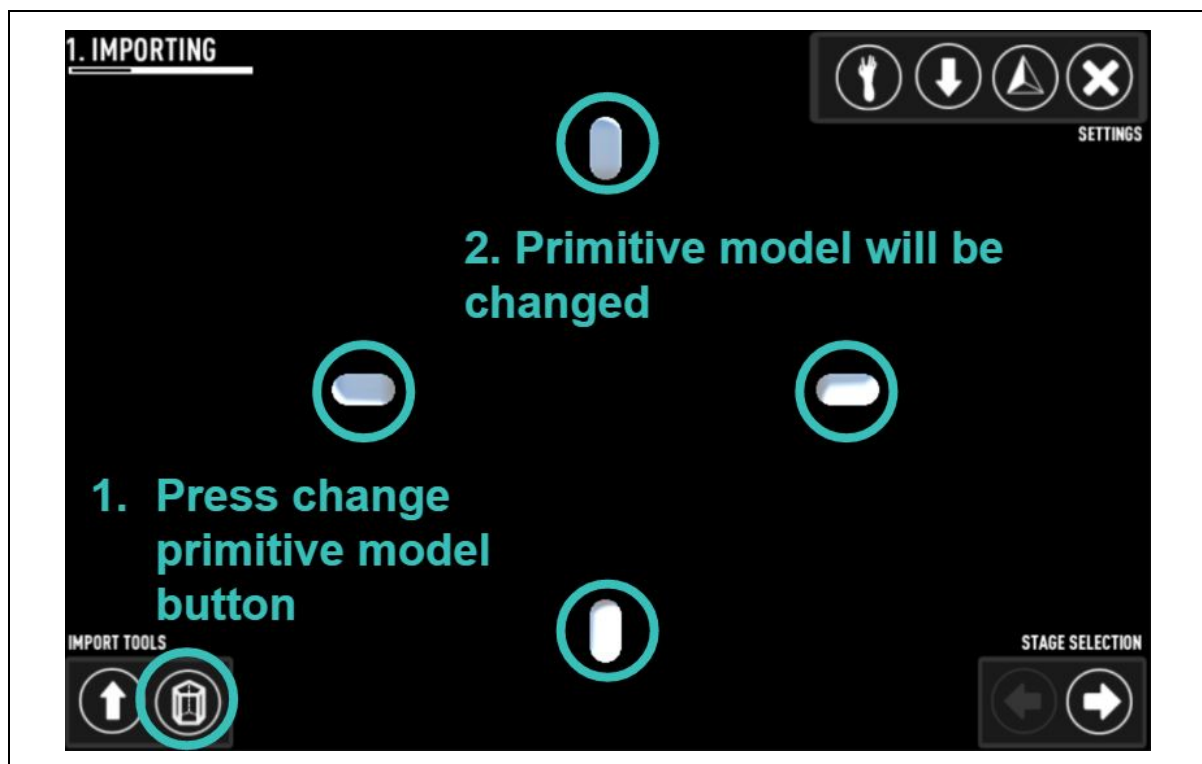 1. IMPORTING
SETTINGS
2. Primitive model will be
changed
1. Press change
primitive model
button
IMPORT TOOLS
STAGE SELECTION